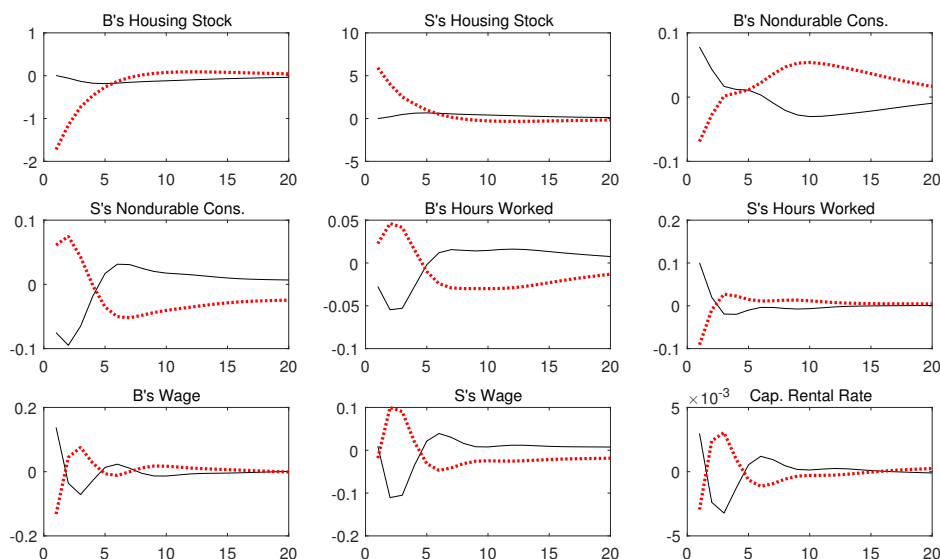 B's Housing Stock
1
0
-1
-2
0 5 10 15 20
S's Housing Stock
10
5
0
-5
0 5 10 15 20
B's Nondurable Cons.
0.1
0
-0.1
0 5 10 15 20
S's Nondurable Cons.
0.1
0
-0.1
0 5 10 15 20
B's Hours Worked
0.05
0
-0.05
-0.1
0 5 10 15 20
S's Hours Worked
0.2
0.1
0
-0.1
0 5 10 15 20
B's Wage
0.2
0
-0.2
0 5 10 15 20
S's Wage
0.1
0
-0.1
-0.2
0 5 10 15 20
Cap. Rental Rate
×10⁻³
5
0
-5
0 5 10 15 20